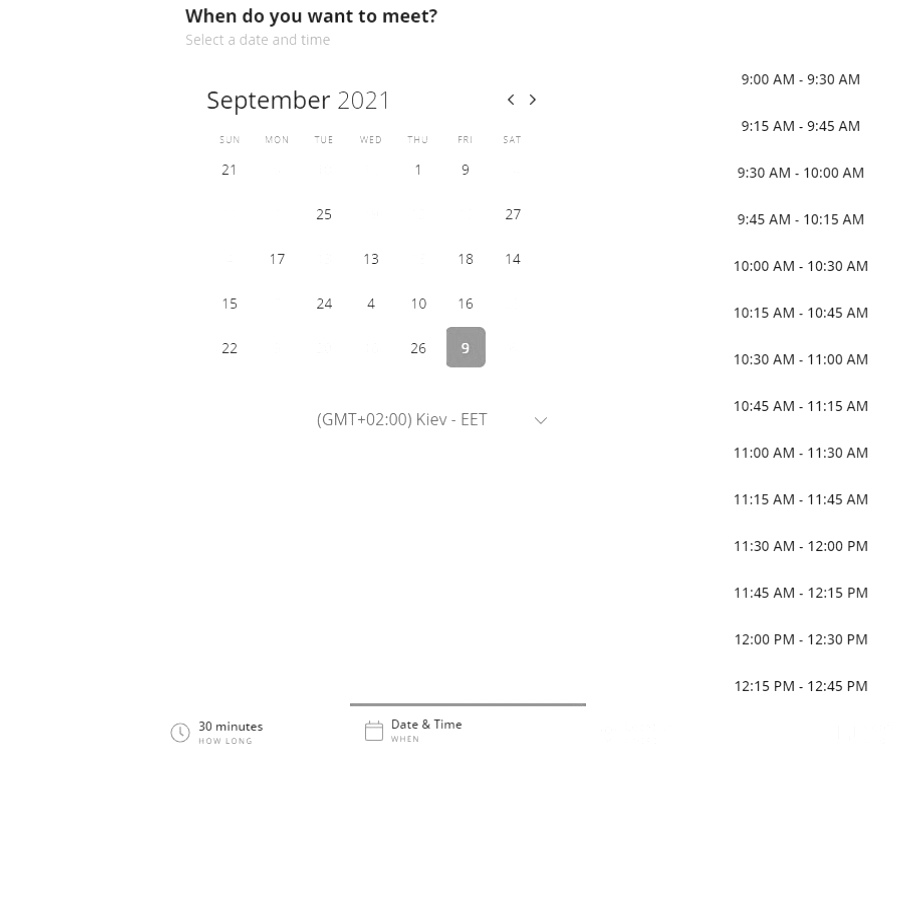 When do you want to meet?
Select a date and time
September 2021
SUN MON TUE WED THU FRI SAT
21 1 9
25 27
17 13 18 14
15 24 4 10 16
22 26 9
(GMT+02:00) Kiev - EET
9:00 AM - 9:30 AM
9:15 AM - 9:45 AM
9:30 AM - 10:00 AM
9:45 AM - 10:15 AM
10:00 AM - 10:30 AM
10:15 AM - 10:45 AM
10:30 AM - 11:00 AM
10:45 AM - 11:15 AM
11:00 AM - 11:30 AM
11:15 AM - 11:45 AM
11:30 AM - 12:00 PM
11:45 AM - 12:15 PM
12:00 PM - 12:30 PM
12:15 PM - 12:45 PM
30 minutes
HOW LONG
Date & Time
WHEN